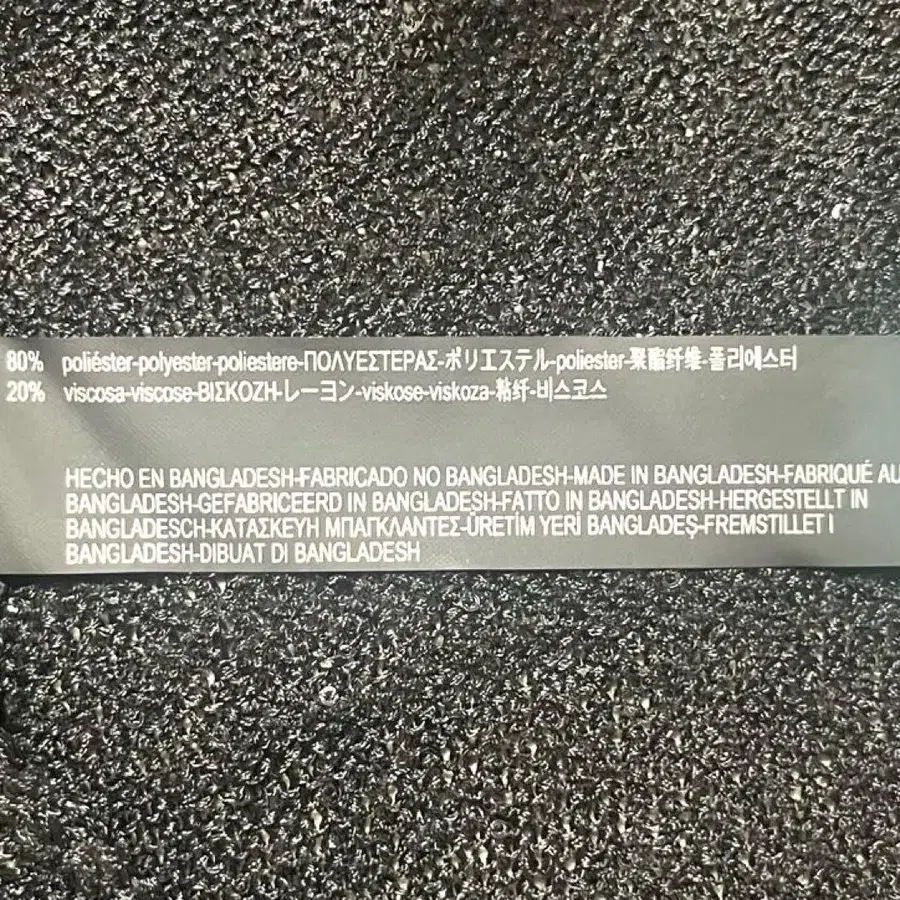 80% poliéster-polyester-poliestere-ΠΟΛΥΕΣΤΕΡΑΣ-ポリエステル-poliester-聚酯纤维-폴리에스터
20% viscosa-viscose-ΒΙΣΚΟΖΗ-レーヨン-viskose-viskoza-粘纤-비스코스
HECHO EN BANGLADESH-FABRICADO NO BANGLADESH-MADE IN BANGLADESH-FABRIQUÉ AU
BANGLADESH-GEFABRICEERD IN BANGLADESH-FATTO IN BANGLADESH-HERGESTELLT IN
BANGLADESCH-ΚΑΤΑΣΚΕΥΗ ΜΠΑΓΚΛΑΝΤΕΣ-ÜRETİM YERİ BANGLADEŞ-FREMSTILLET I
BANGLADESH-DIBUAT DI BANGLADESH